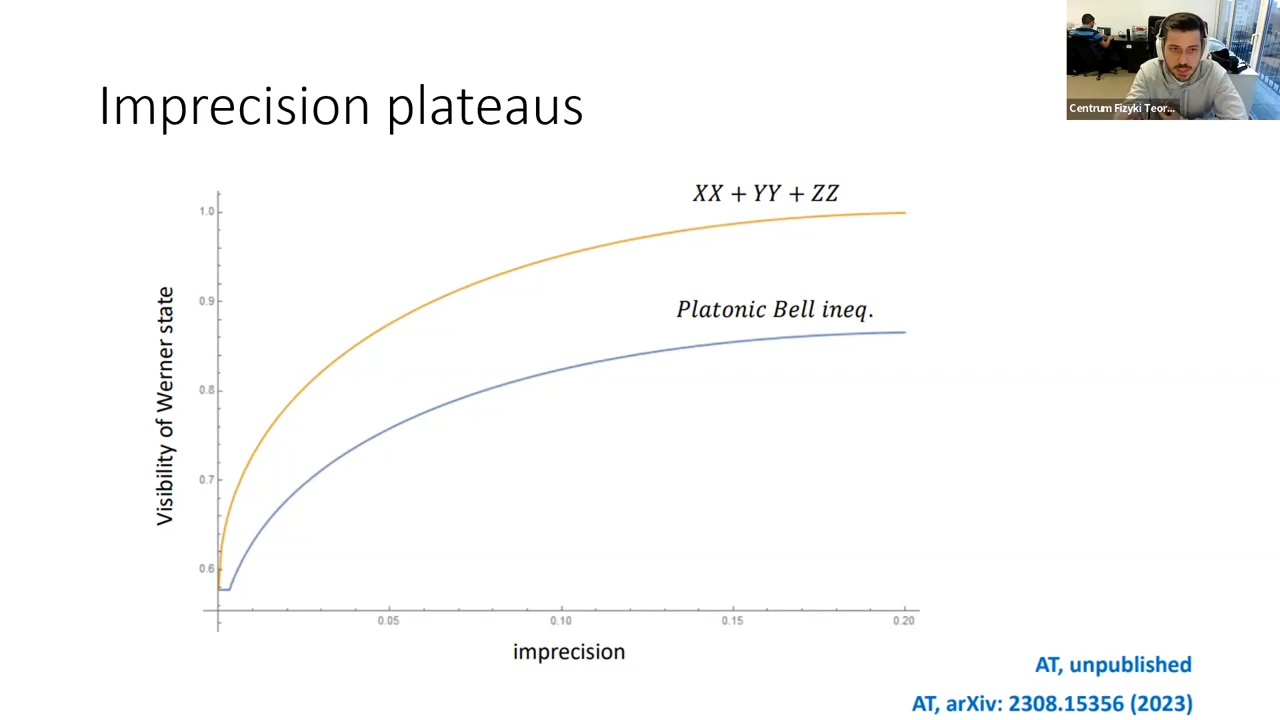 Imprecision plateaus
Centrum Fizyki Teor...
XX + YY + ZZ
Platonic Bell ineq.
Visibility of Werner state
1.0
0.9
0.8
0.7
0.6
0.05 0.10 0.15 0.20
imprecision
AT, unpublished
AT, arXiv: 2308.15356 (2023)